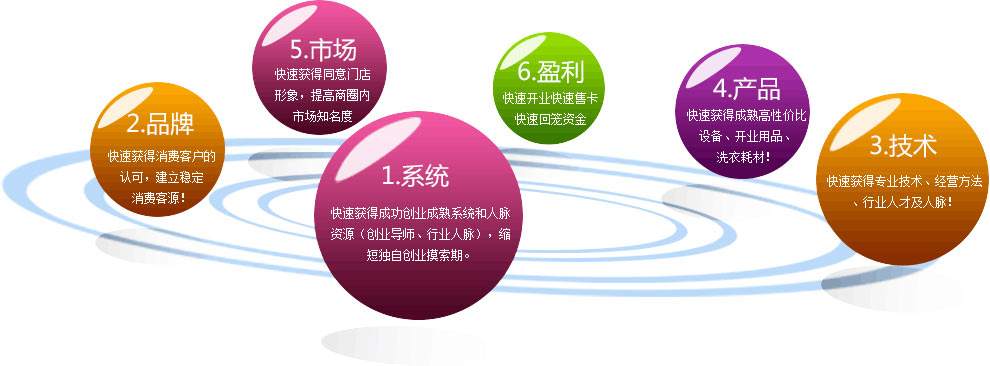 1.系统
快速获得成功创业成熟系统和人脉
资源（创业导师、行业人脉），缩
短独自创业摸索期。
2.品牌
快速获得消费客户的
认可，建立稳定
消费客源！
3.技术
快速获得专业技术、经营方法
、行业人才及人脉！
4.产品
快速获得成熟高性价比
设备、开业用品、
洗衣耗材！
5.市场
快速获得同意门店
形象，提高商圈内
市场知名度
6.盈利
快速开业快速售卡
快速回笼资金